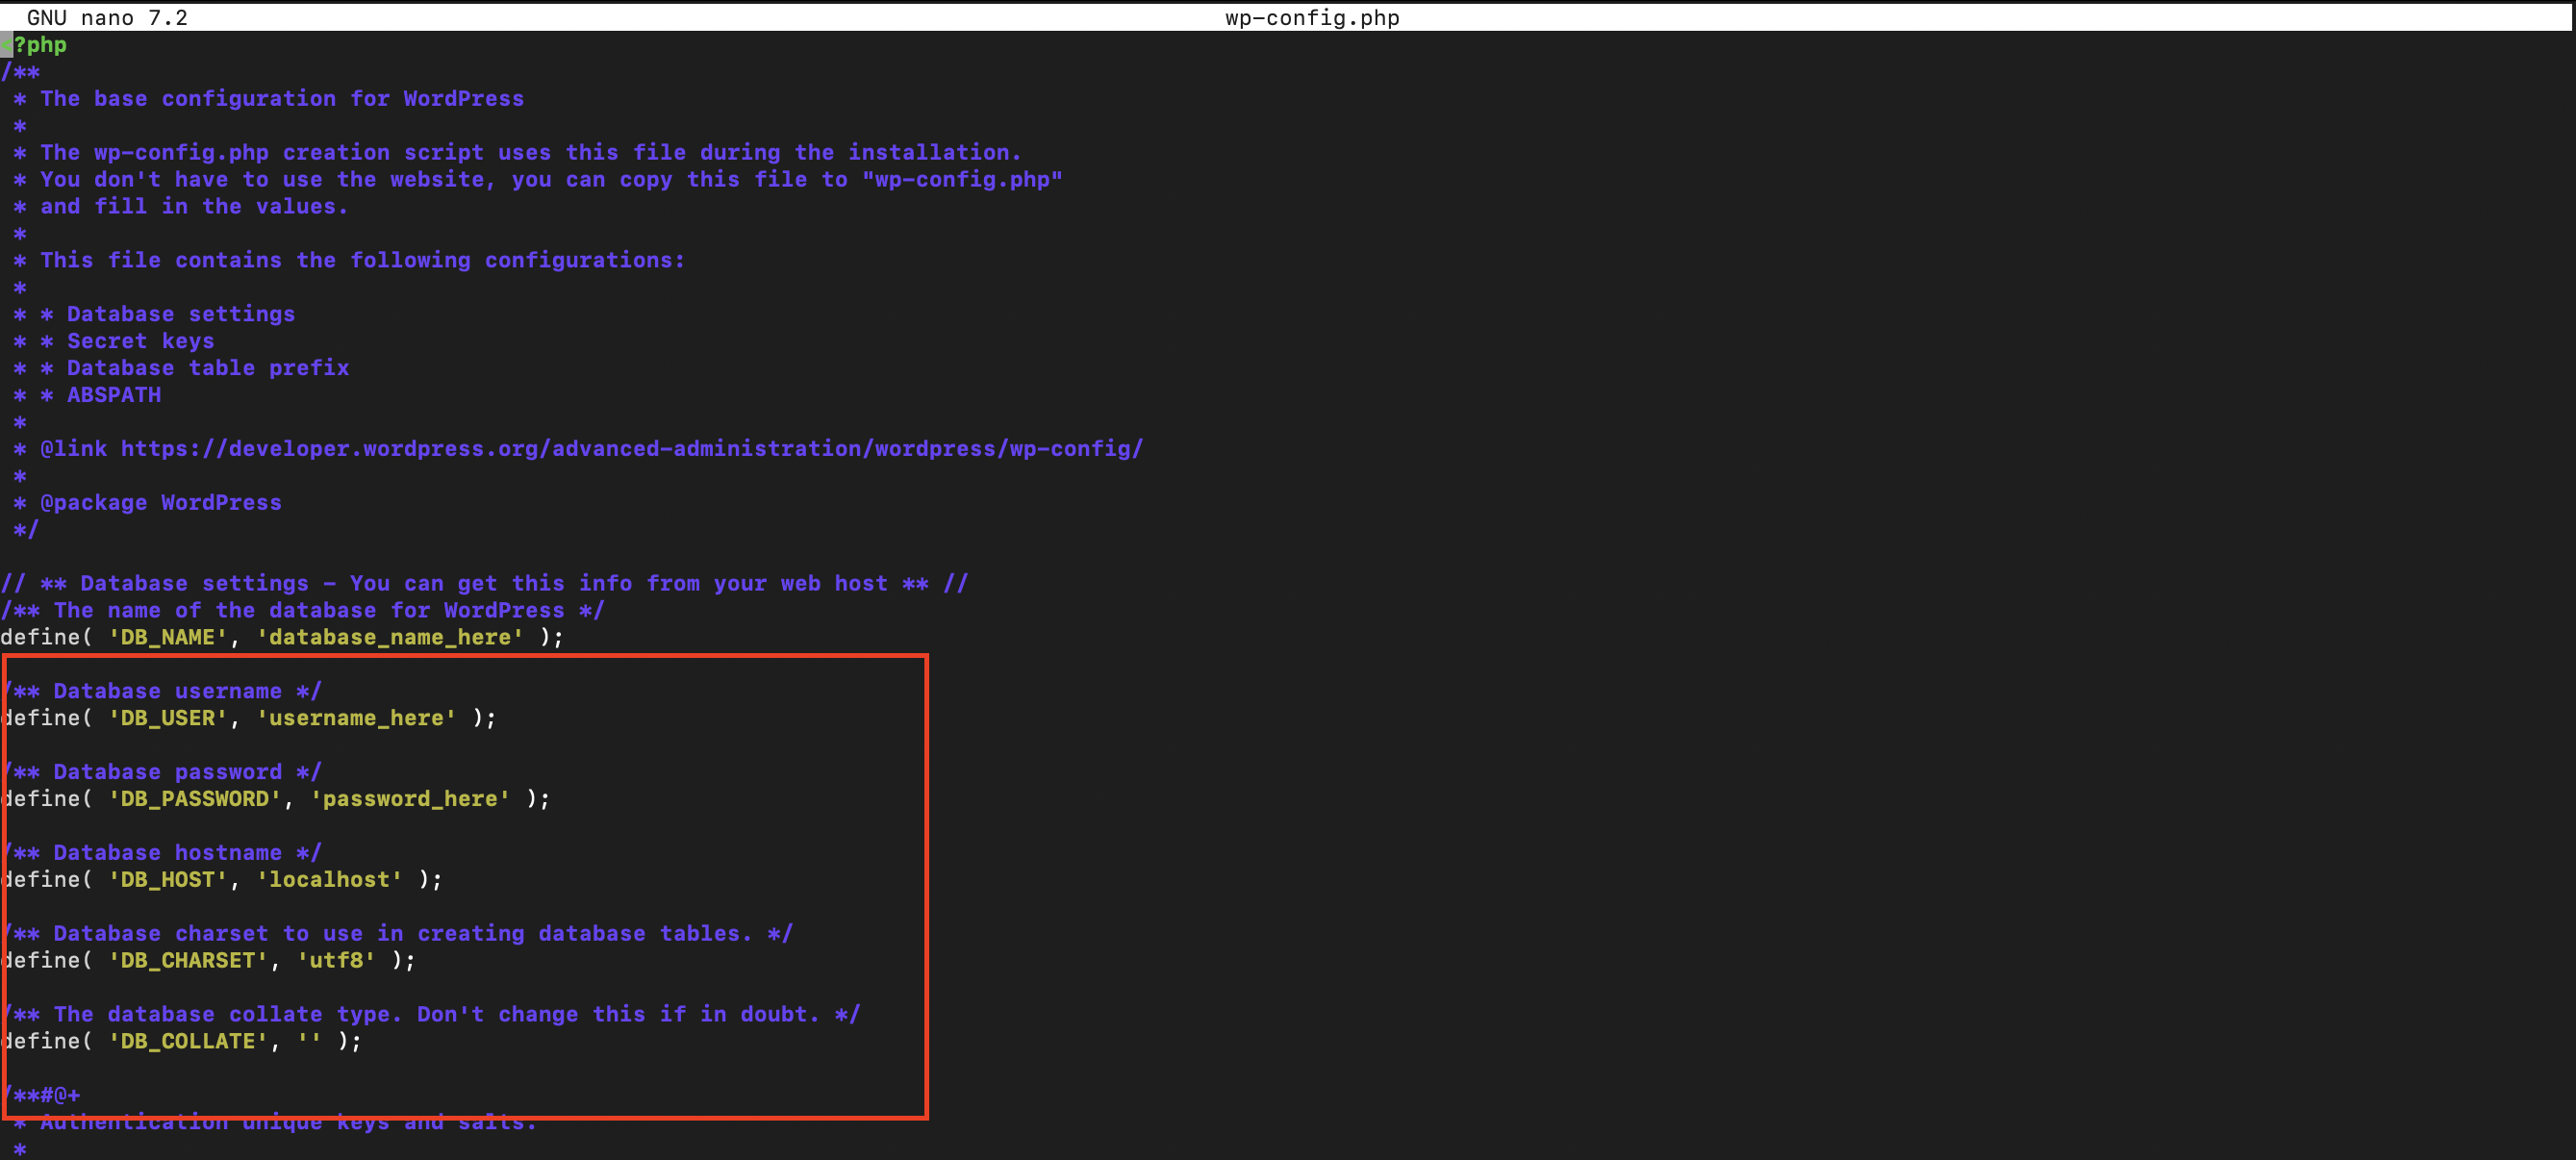 GNU nano 7.2 wp-config.php
<?php
/**
 * The base configuration for WordPress
 *
 * The wp-config.php creation script uses this file during the installation.
 * You don't have to use the website, you can copy this file to "wp-config.php"
 * and fill in the values.
 *
 * This file contains the following configurations:
 *
 * * Database settings
 * * Secret keys
 * * Database table prefix
 * * ABSPATH
 *
 * @link https://developer.wordpress.org/advanced-administration/wordpress/wp-config/
 *
 * @package WordPress
 */

// ** Database settings - You can get this info from your web host ** //
/** The name of the database for WordPress */
define( 'DB_NAME', 'database_name_here' );

/** Database username */
define( 'DB_USER', 'username_here' );

/** Database password */
define( 'DB_PASSWORD', 'password_here' );

/** Database hostname */
define( 'DB_HOST', 'localhost' );

/** Database charset to use in creating database tables. */
define( 'DB_CHARSET', 'utf8' );

/** The database collate type. Don't change this if in doubt. */
define( 'DB_COLLATE', '' );

/**#@+
 * Authentication unique keys and salts.
 *